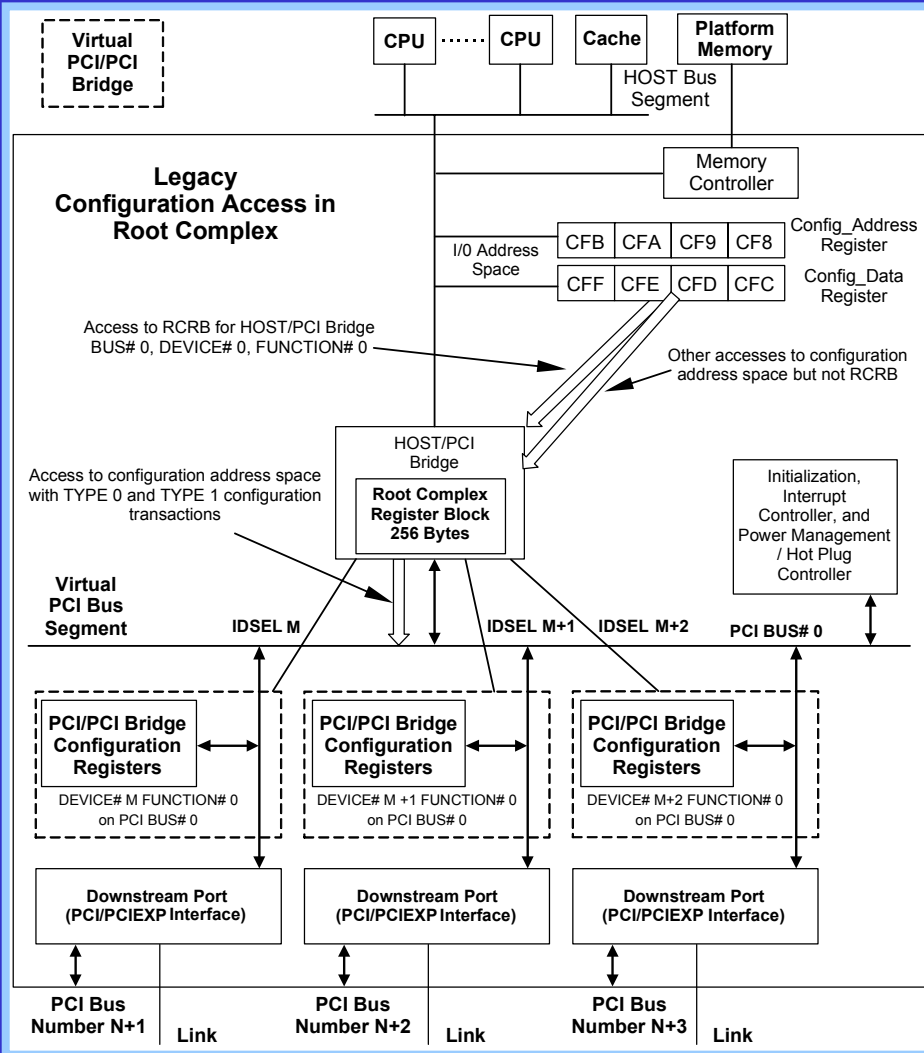 Virtual
PCI/PCI
Bridge
CPU ...... CPU
Cache
Platform
Memory
HOST Bus
Segment
Legacy
Configuration Access in
Root Complex
Memory
Controller
I/0 Address
Space
CFB CFA CF9 CF8
Config_Address
Register
CFF CFE CFD CFC
Config_Data
Register
Access to RCRB for HOST/PCI Bridge
BUS# 0, DEVICE# 0, FUNCTION# 0
Other accesses to configuration
address space but not RCRB
HOST/PCI
Bridge
Root Complex
Register Block
256 Bytes
Access to configuration address space
with TYPE 0 and TYPE 1 configuration
transactions
Initialization,
Interrupt
Controller, and
Power Management
/ Hot Plug
Controller
Virtual
PCI Bus
Segment
IDSEL M
IDSEL M+1
IDSEL M+2
PCI BUS# 0
PCI/PCI Bridge
Configuration
Registers
DEVICE# M FUNCTION# 0
on PCI BUS# 0
PCI/PCI Bridge
Configuration
Registers
DEVICE# M +1 FUNCTION# 0
on PCI BUS# 0
PCI/PCI Bridge
Configuration
Registers
DEVICE# M+2 FUNCTION# 0
on PCI BUS# 0
Downstream Port
(PCI/PCIEXP Interface)
Downstream Port
(PCI/PCIEXP Interface)
Downstream Port
(PCI/PCIEXP Interface)
PCI Bus
Number N+1
Link
PCI Bus
Number N+2
Link
PCI Bus
Number N+3
Link